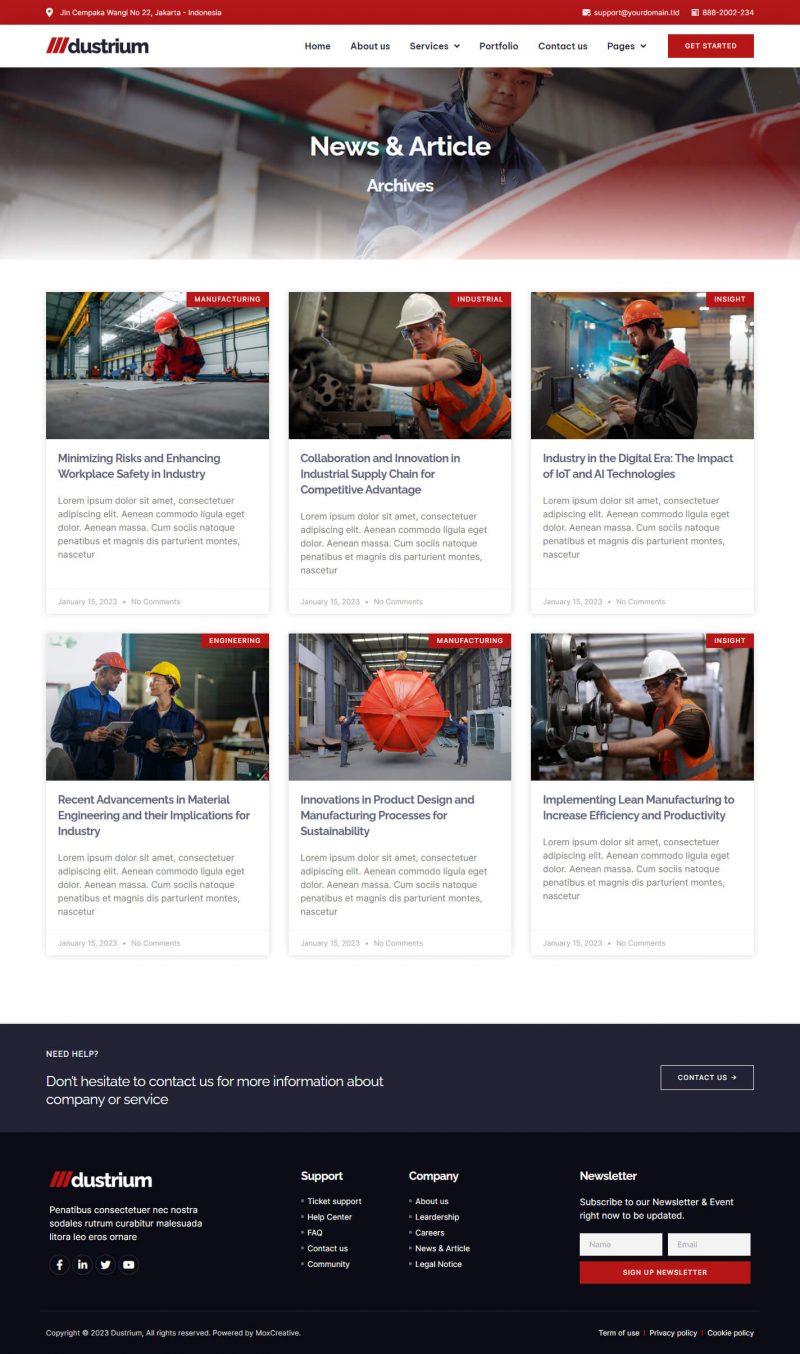 Jln Cempaka Wangi No 22, Jakarta - Indonesia
support@yourdomain.tld
888-2002-234
dustrium
Home
About us
Services
Portfolio
Contact us
Pages
GET STARTED
News & Article
Archives
MANUFACTURING
Minimizing Risks and Enhancing
Workplace Safety in Industry
Lorem ipsum dolor sit amet, consectetuer
adipiscing elit. Aenean commodo ligula eget
dolor. Aenean massa. Cum sociis natoque
penatibus et magnis dis parturient montes,
nascetur
January 15, 2023 • No Comments
INDUSTRIAL
Collaboration and Innovation in
Industrial Supply Chain for
Competitive Advantage
Lorem ipsum dolor sit amet, consectetuer
adipiscing elit. Aenean commodo ligula eget
dolor. Aenean massa. Cum sociis natoque
penatibus et magnis dis parturient montes,
nascetur
January 15, 2023 • No Comments
INSIGHT
Industry in the Digital Era: The Impact
of IoT and AI Technologies
Lorem ipsum dolor sit amet, consectetuer
adipiscing elit. Aenean commodo ligula eget
dolor. Aenean massa. Cum sociis natoque
penatibus et magnis dis parturient montes,
nascetur
January 15, 2023 • No Comments
ENGINEERING
Recent Advancements in Material
Engineering and their Implications for
Industry
Lorem ipsum dolor sit amet, consectetuer
adipiscing elit. Aenean commodo ligula eget
dolor. Aenean massa. Cum sociis natoque
penatibus et magnis dis parturient montes,
nascetur
January 15, 2023 • No Comments
MANUFACTURING
Innovations in Product Design and
Manufacturing Processes for
Sustainability
Lorem ipsum dolor sit amet, consectetuer
adipiscing elit. Aenean commodo ligula eget
dolor. Aenean massa. Cum sociis natoque
penatibus et magnis dis parturient montes,
nascetur
January 15, 2023 • No Comments
INSIGHT
Implementing Lean Manufacturing to
Increase Efficiency and Productivity
Lorem ipsum dolor sit amet, consectetuer
adipiscing elit. Aenean commodo ligula eget
dolor. Aenean massa. Cum sociis natoque
penatibus et magnis dis parturient montes,
nascetur
January 15, 2023 • No Comments
NEED HELP?
Don't hesitate to contact us for more information about
company or service
CONTACT US →
dustrium
Penatibus consectetuer nec nostra
sodales rutrum curabitur malesuada
litora leo eros ornare
Support
Ticket support
Help Center
FAQ
Contact us
Community
Company
About us
Leardership
Careers
News & Article
Legal Notice
Newsletter
Subscribe to our Newsletter & Event
right now to be updated.
Name
Email
SIGN UP NEWSLETTER
Copyright © 2023 Dustrium, All rights reserved. Powered by MoxCreative.
Term of use | Privacy policy | Cookie policy